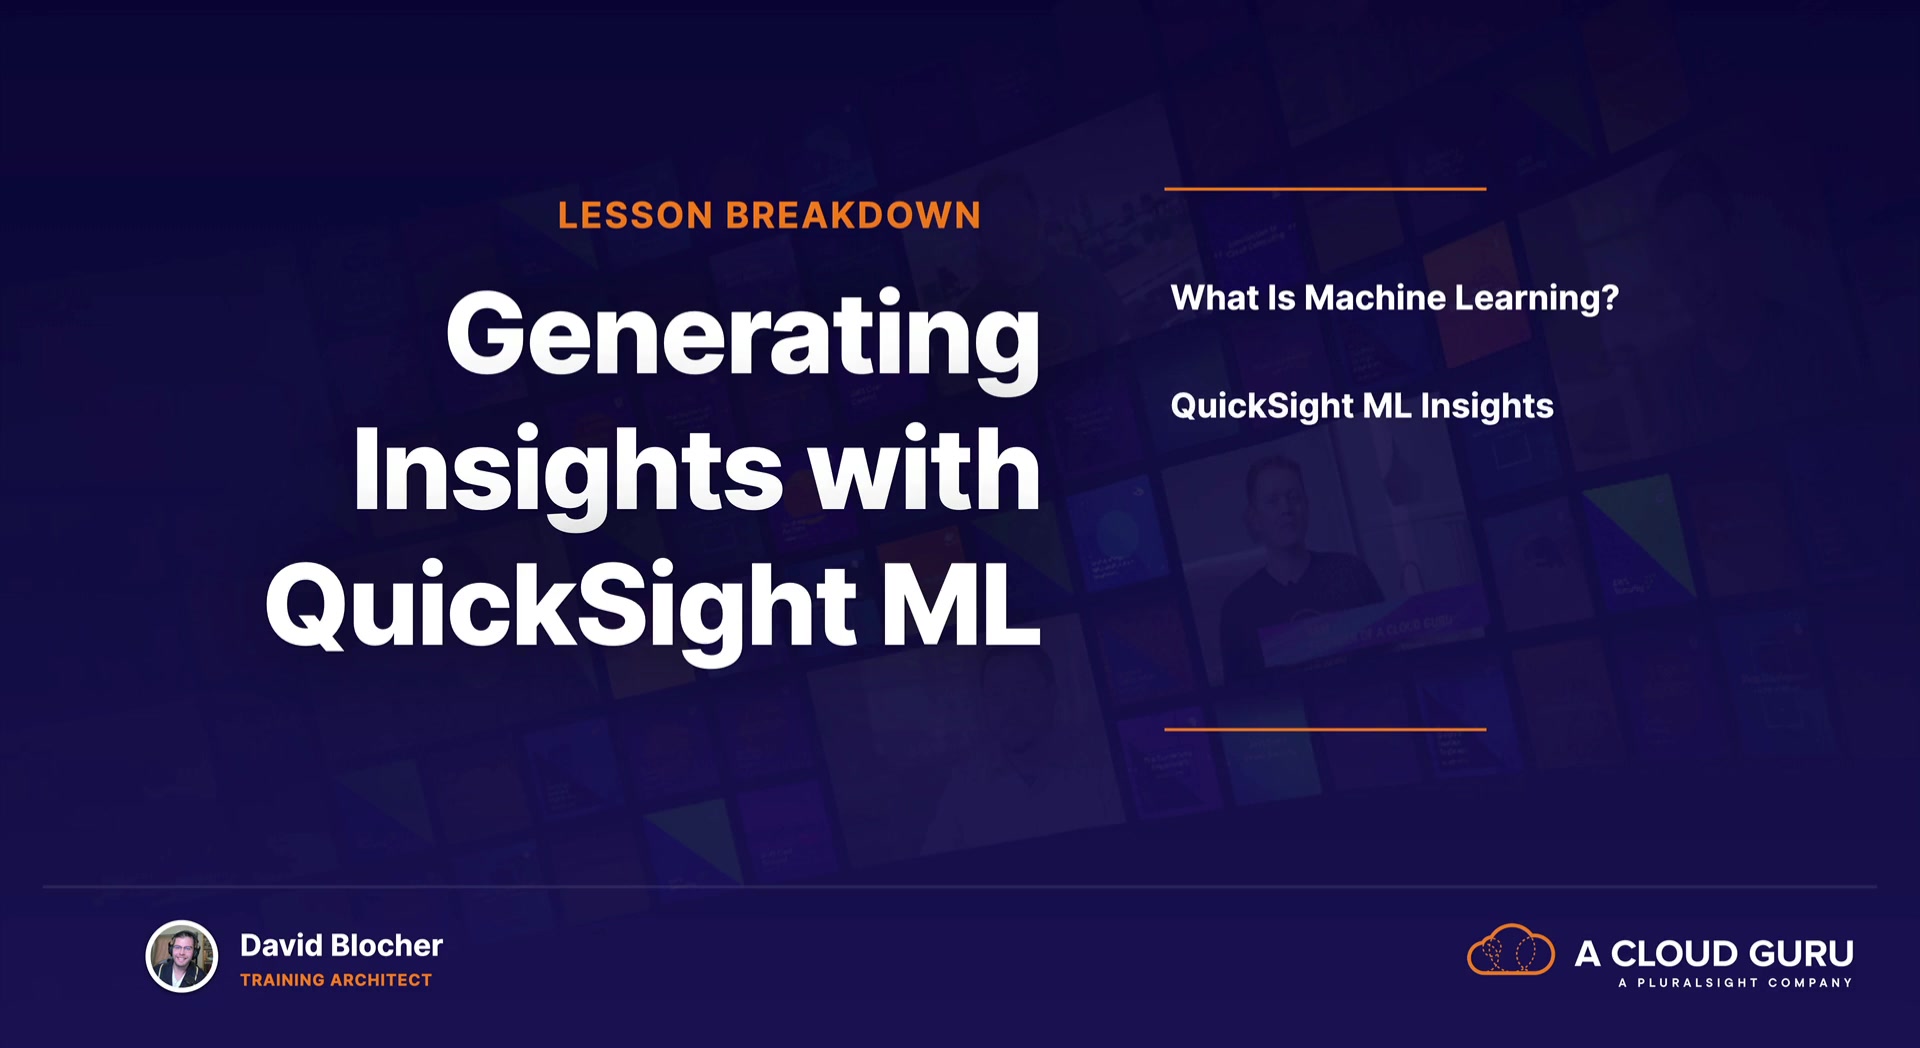 LESSON BREAKDOWN
Generating
Insights with
QuickSight ML
What Is Machine Learning?
QuickSight ML Insights
David Blocher
TRAINING ARCHITECT
A CLOUD GURU
A PLURALSIGHT COMPANY